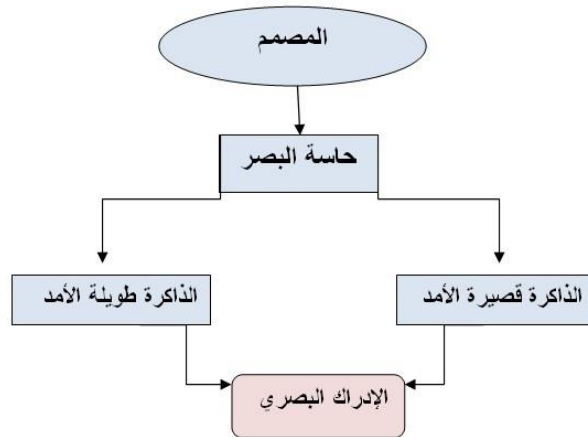 المصمم
حاسة البصر
الذاكرة قصيرة الأمد
الذاكرة طويلة الأمد
الإدراك البصري